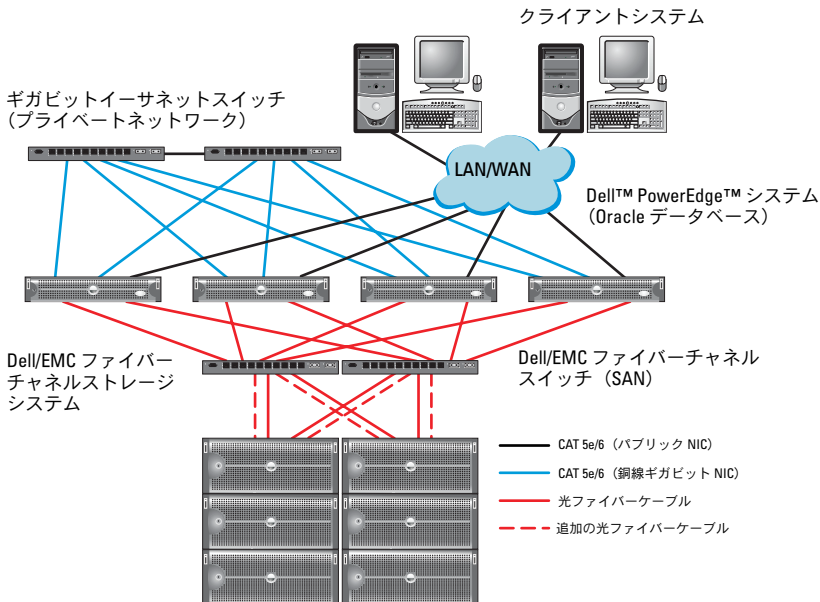 クライアントシステム
ギガビットイーサネットスイッチ
（プライベートネットワーク）
LAN/WAN
Dell™ PowerEdge™ システム
（Oracle データベース）
Dell/EMC ファイバー
チャネルストレージ
システム
Dell/EMC ファイバーチャネル
スイッチ（SAN）
CAT 5e/6（パブリック NIC）
CAT 5e/6（銅線ギガビット NIC）
光ファイバーケーブル
追加の光ファイバーケーブル